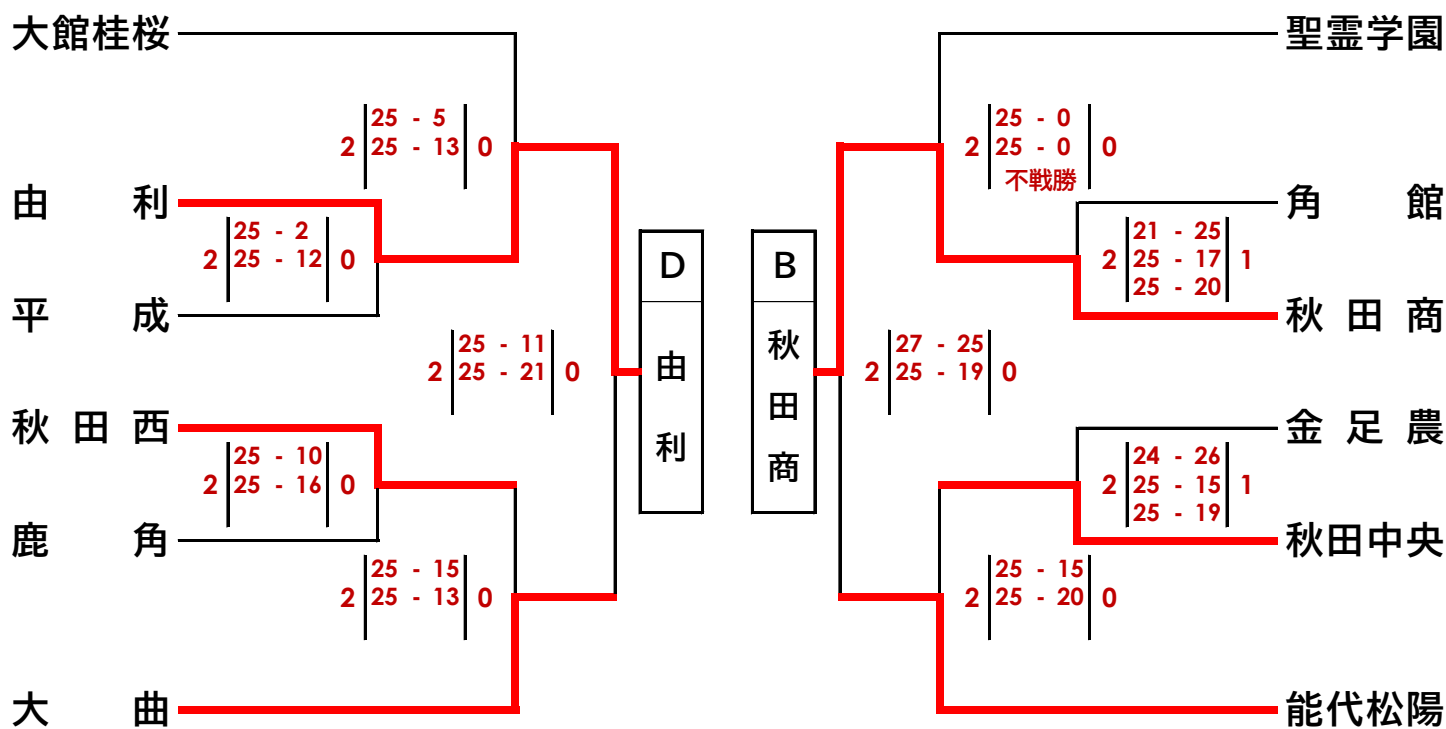 大館桂桜
25 - 5
2 25 - 13 0
由利
25 - 2
2 25 - 12 0
平成
25 - 11
2 25 - 21 0
秋田西
25 - 10
2 25 - 16 0
鹿角
25 - 15
2 25 - 13 0
大曲
D
由利
B
秋田商
聖霊学園
25 - 0
2 25 - 0 0
不戦勝
角館
21 - 25
2 25 - 17 1
25 - 20
秋田商
27 - 25
2 25 - 19 0
金足農
24 - 26
2 25 - 15 1
25 - 19
秋田中央
25 - 15
2 25 - 20 0
能代松陽